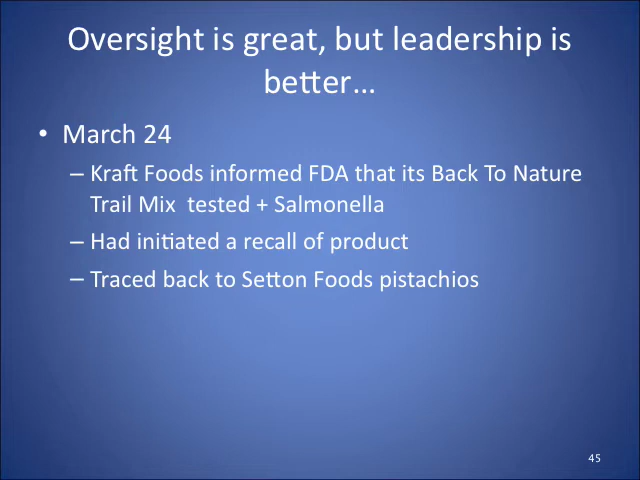 Oversight is great, but leadership is
better…
• March 24
– Kraft Foods informed FDA that its Back To Nature
Trail Mix  tested + Salmonella
– Had initiated a recall of product
– Traced back to Setton Foods pistachios
45